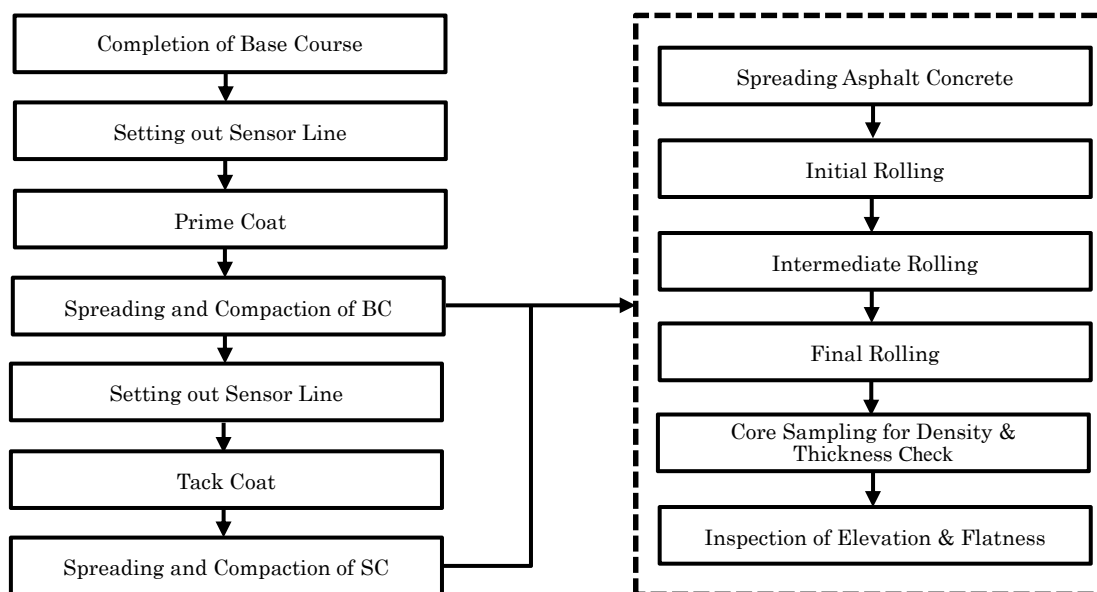 Completion of Base Course
Setting out Sensor Line
Prime Coat
Spreading and Compaction of BC
Setting out Sensor Line
Tack Coat
Spreading and Compaction of SC
Spreading Asphalt Concrete
Initial Rolling
Intermediate Rolling
Final Rolling
Core Sampling for Density &
Thickness Check
Inspection of Elevation & Flatness